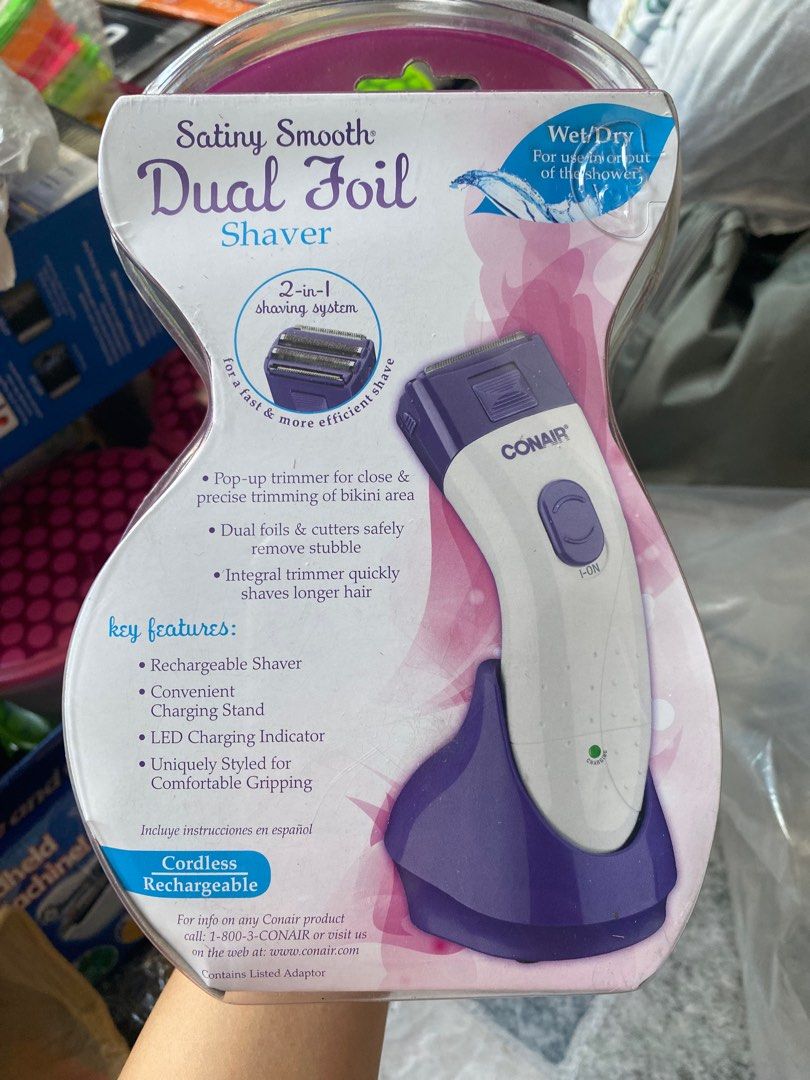 Satiny Smooth®
Dual Foil
Shaver
Wet/Dry
For use in or out
of the shower
2-in-1
shaving system
for a fast & more efficient shave
CONAIR®
• Pop-up trimmer for close &
precise trimming of bikini area
• Dual foils & cutters safely
remove stubble
• Integral trimmer quickly
shaves longer hair
I-ON
key features:
• Rechargeable Shaver
• Convenient
Charging Stand
• LED Charging Indicator
• Uniquely Styled for
Comfortable Gripping
CHARGING
Incluye instrucciones en español
Cordless
Rechargeable
For info on any Conair product
call: 1-800-3-CONAIR or visit us
on the web at: www.conair.com
Contains Listed Adaptor